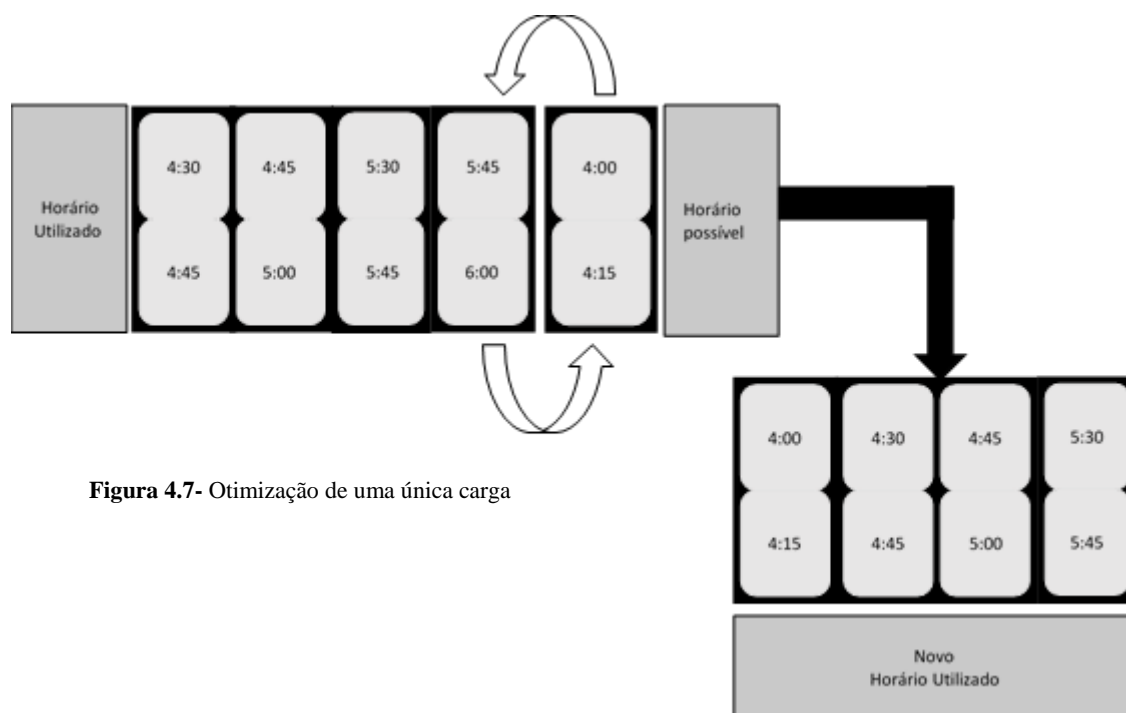 Horário
Utilizado
4:30 4:45 5:30 5:45 4:00
4:45 5:00 5:45 6:00 4:15
Horário
possível
Figura 4.7- Otimização de uma única carga
4:00 4:30 4:45 5:30
4:15 4:45 5:00 5:45
Novo
Horário Utilizado